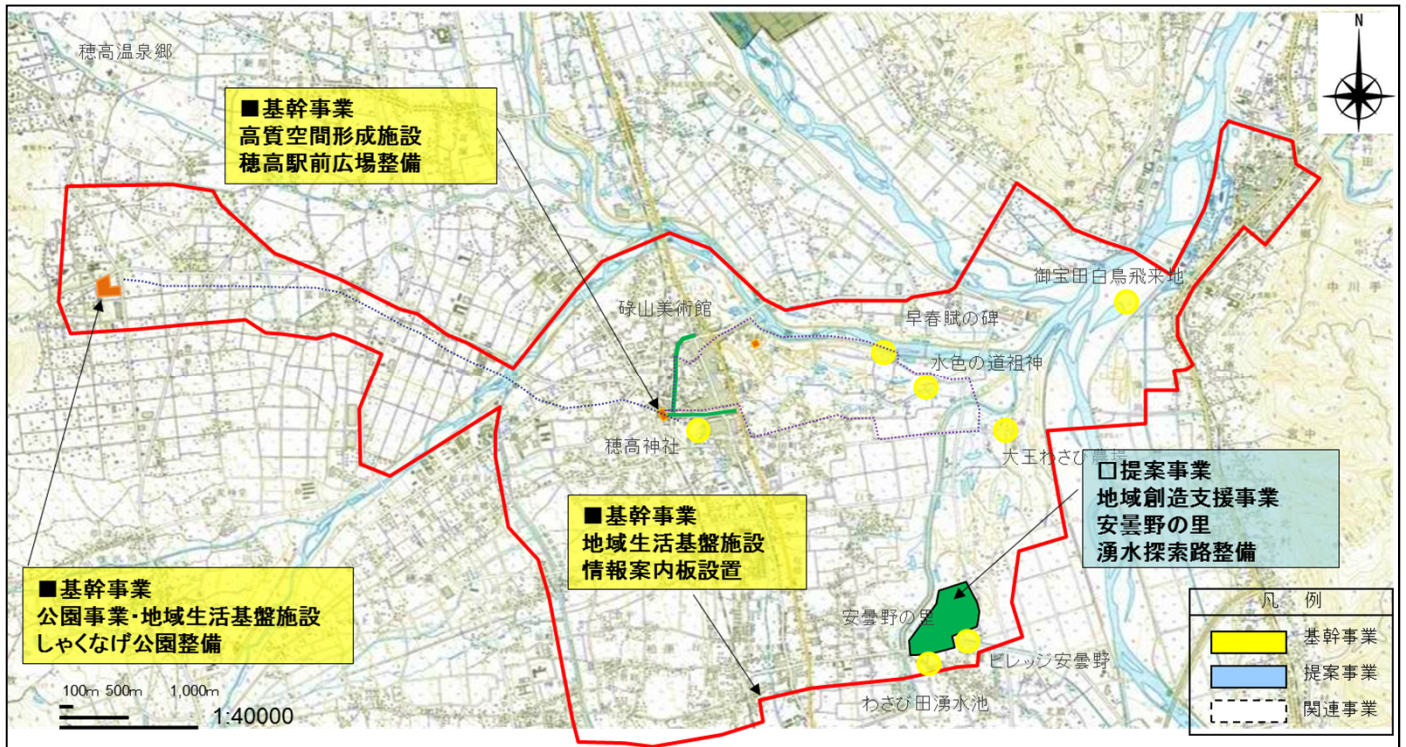 穂高温泉郷
N
■基幹事業
高質空間形成施設
穂高駅前広場整備
御宝田白鳥飛来地
碌山美術館
早春賦の碑
水色の道祖神
穂高神社
大王わさび農場
□提案事業
地域創造支援事業
安曇野の里
湧水探索路整備
■基幹事業
地域生活基盤施設
情報案内板設置
■基幹事業
公園事業・地域生活基盤施設
しゃくなげ公園整備
安曇野の里
ビレッジ安曇野
わさび田湧水池
凡 例
基幹事業
提案事業
関連事業
100m 500m 1,000m
1:40000